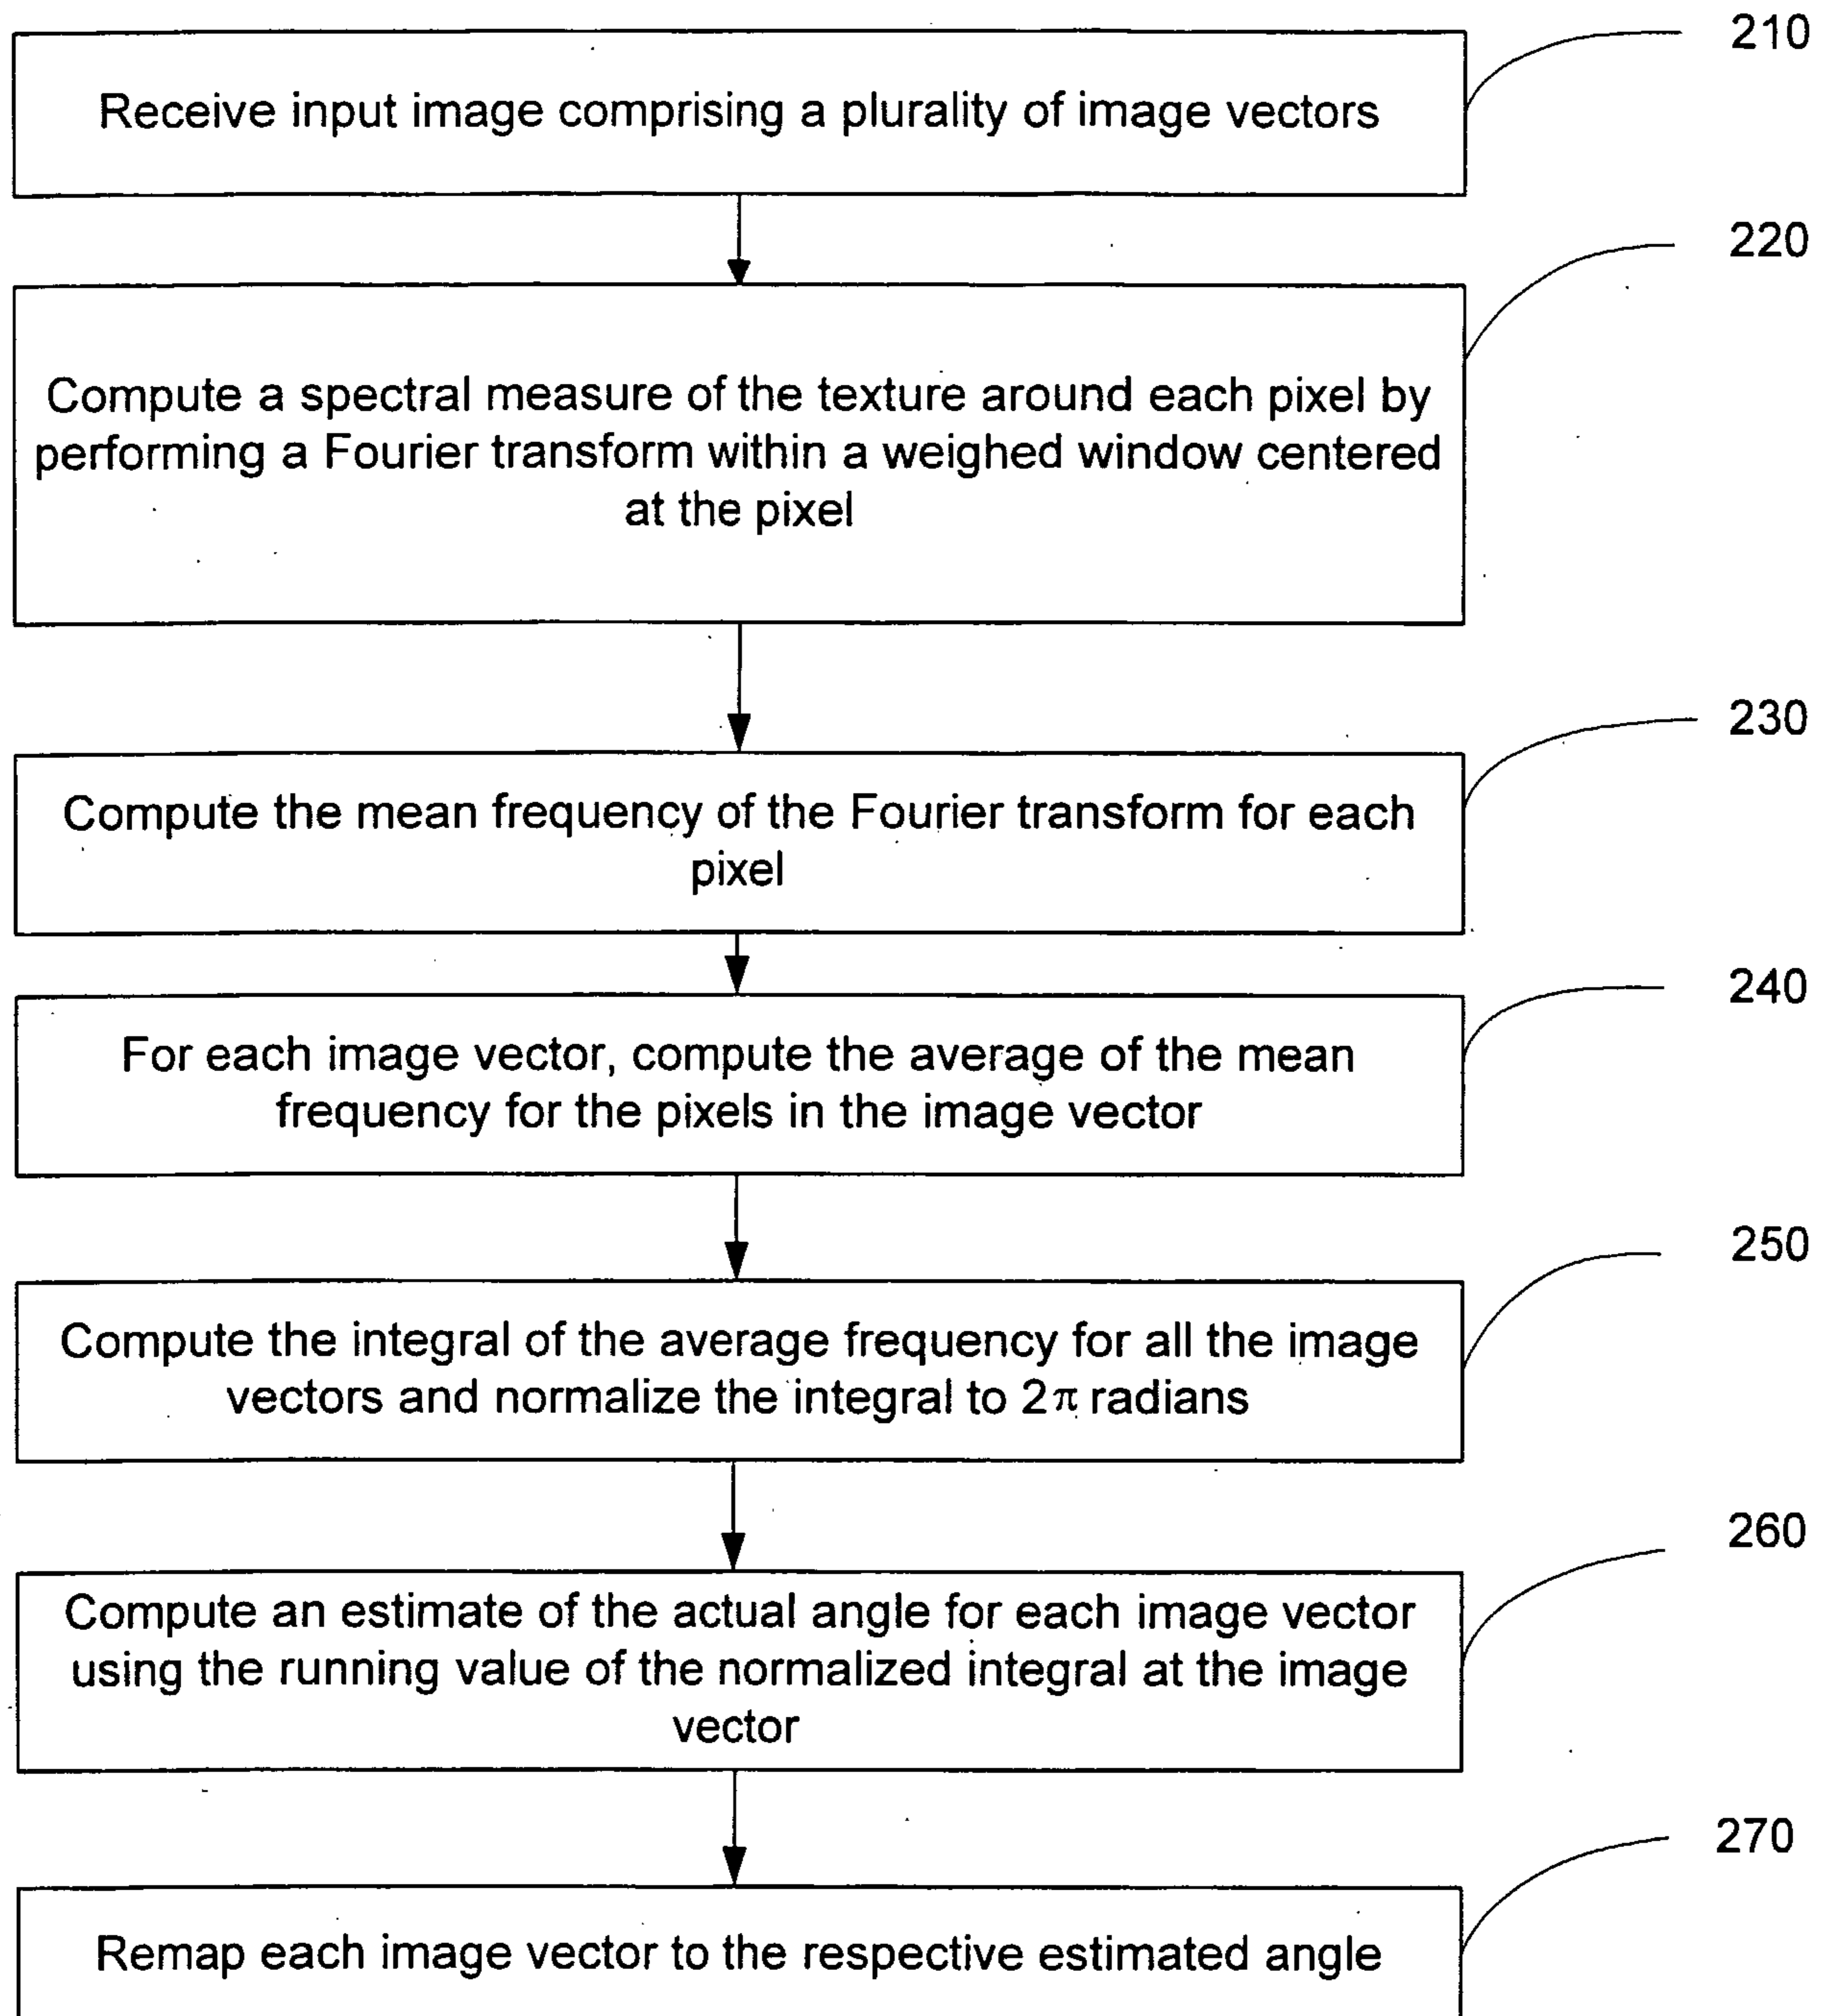 210
Receive input image comprising a plurality of image vectors
220
Compute a spectral measure of the texture around each pixel by
performing a Fourier transform within a weighed window centered
at the pixel
230
Compute the mean frequency of the Fourier transform for each
pixel
240
For each image vector, compute the average of the mean
frequency for the pixels in the image vector
250
Compute the integral of the average frequency for all the image
vectors and normalize the integral to 2π radians
260
Compute an estimate of the actual angle for each image vector
using the running value of the normalized integral at the image
vector
270
Remap each image vector to the respective estimated angle